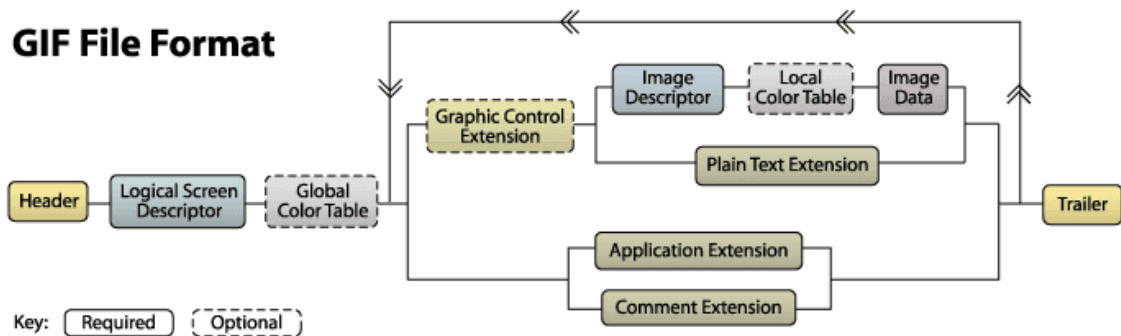 GIF File Format
Header
Logical Screen
Descriptor
Global
Color Table
Graphic Control
Extension
Image
Descriptor
Local
Color Table
Image
Data
Plain Text Extension
Application Extension
Comment Extension
Trailer
Key: Required Optional